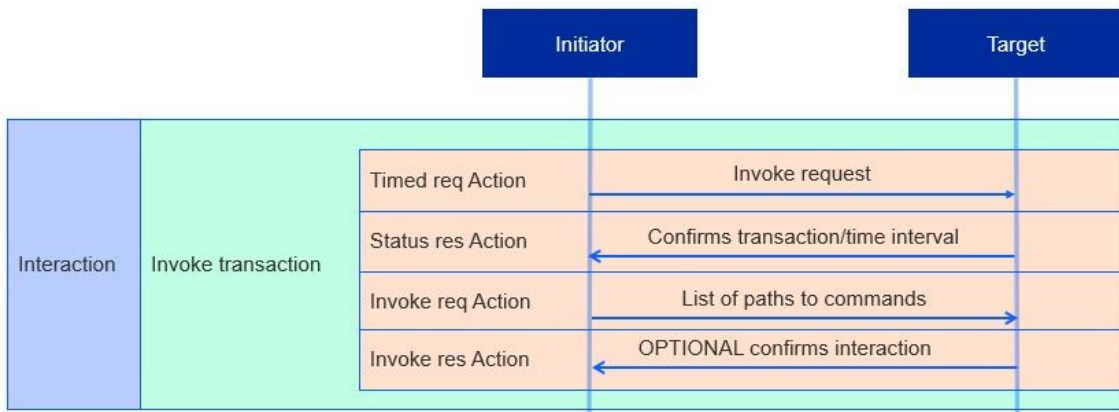 Initiator
Target
Timed req Action
Invoke request
Status res Action
Confirms transaction/time interval
Interaction
Invoke transaction
Invoke req Action
List of paths to commands
Invoke res Action
OPTIONAL confirms interaction